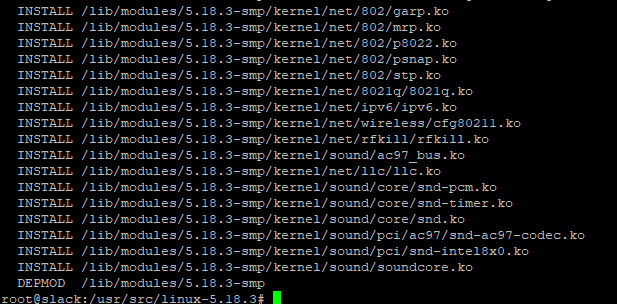 INSTALL /lib/modules/5.18.3-smp/kernel/net/802/garp.ko
INSTALL /lib/modules/5.18.3-smp/kernel/net/802/mrp.ko
INSTALL /lib/modules/5.18.3-smp/kernel/net/802/p8022.ko
INSTALL /lib/modules/5.18.3-smp/kernel/net/802/psnap.ko
INSTALL /lib/modules/5.18.3-smp/kernel/net/802/stp.ko
INSTALL /lib/modules/5.18.3-smp/kernel/net/8021q/8021q.ko
INSTALL /lib/modules/5.18.3-smp/kernel/net/ipv6/ipv6.ko
INSTALL /lib/modules/5.18.3-smp/kernel/net/wireless/cfg80211.ko
INSTALL /lib/modules/5.18.3-smp/kernel/net/rfkill/rfkill.ko
INSTALL /lib/modules/5.18.3-smp/kernel/sound/ac97_bus.ko
INSTALL /lib/modules/5.18.3-smp/kernel/net/llc/llc.ko
INSTALL /lib/modules/5.18.3-smp/kernel/sound/core/snd-pcm.ko
INSTALL /lib/modules/5.18.3-smp/kernel/sound/core/snd-timer.ko
INSTALL /lib/modules/5.18.3-smp/kernel/sound/core/snd.ko
INSTALL /lib/modules/5.18.3-smp/kernel/sound/pci/ac97/snd-ac97-codec.ko
INSTALL /lib/modules/5.18.3-smp/kernel/sound/pci/snd-intel8x0.ko
INSTALL /lib/modules/5.18.3-smp/kernel/sound/soundcore.ko
DEPMOD /lib/modules/5.18.3-smp
root@slack:/usr/src/linux-5.18.3#